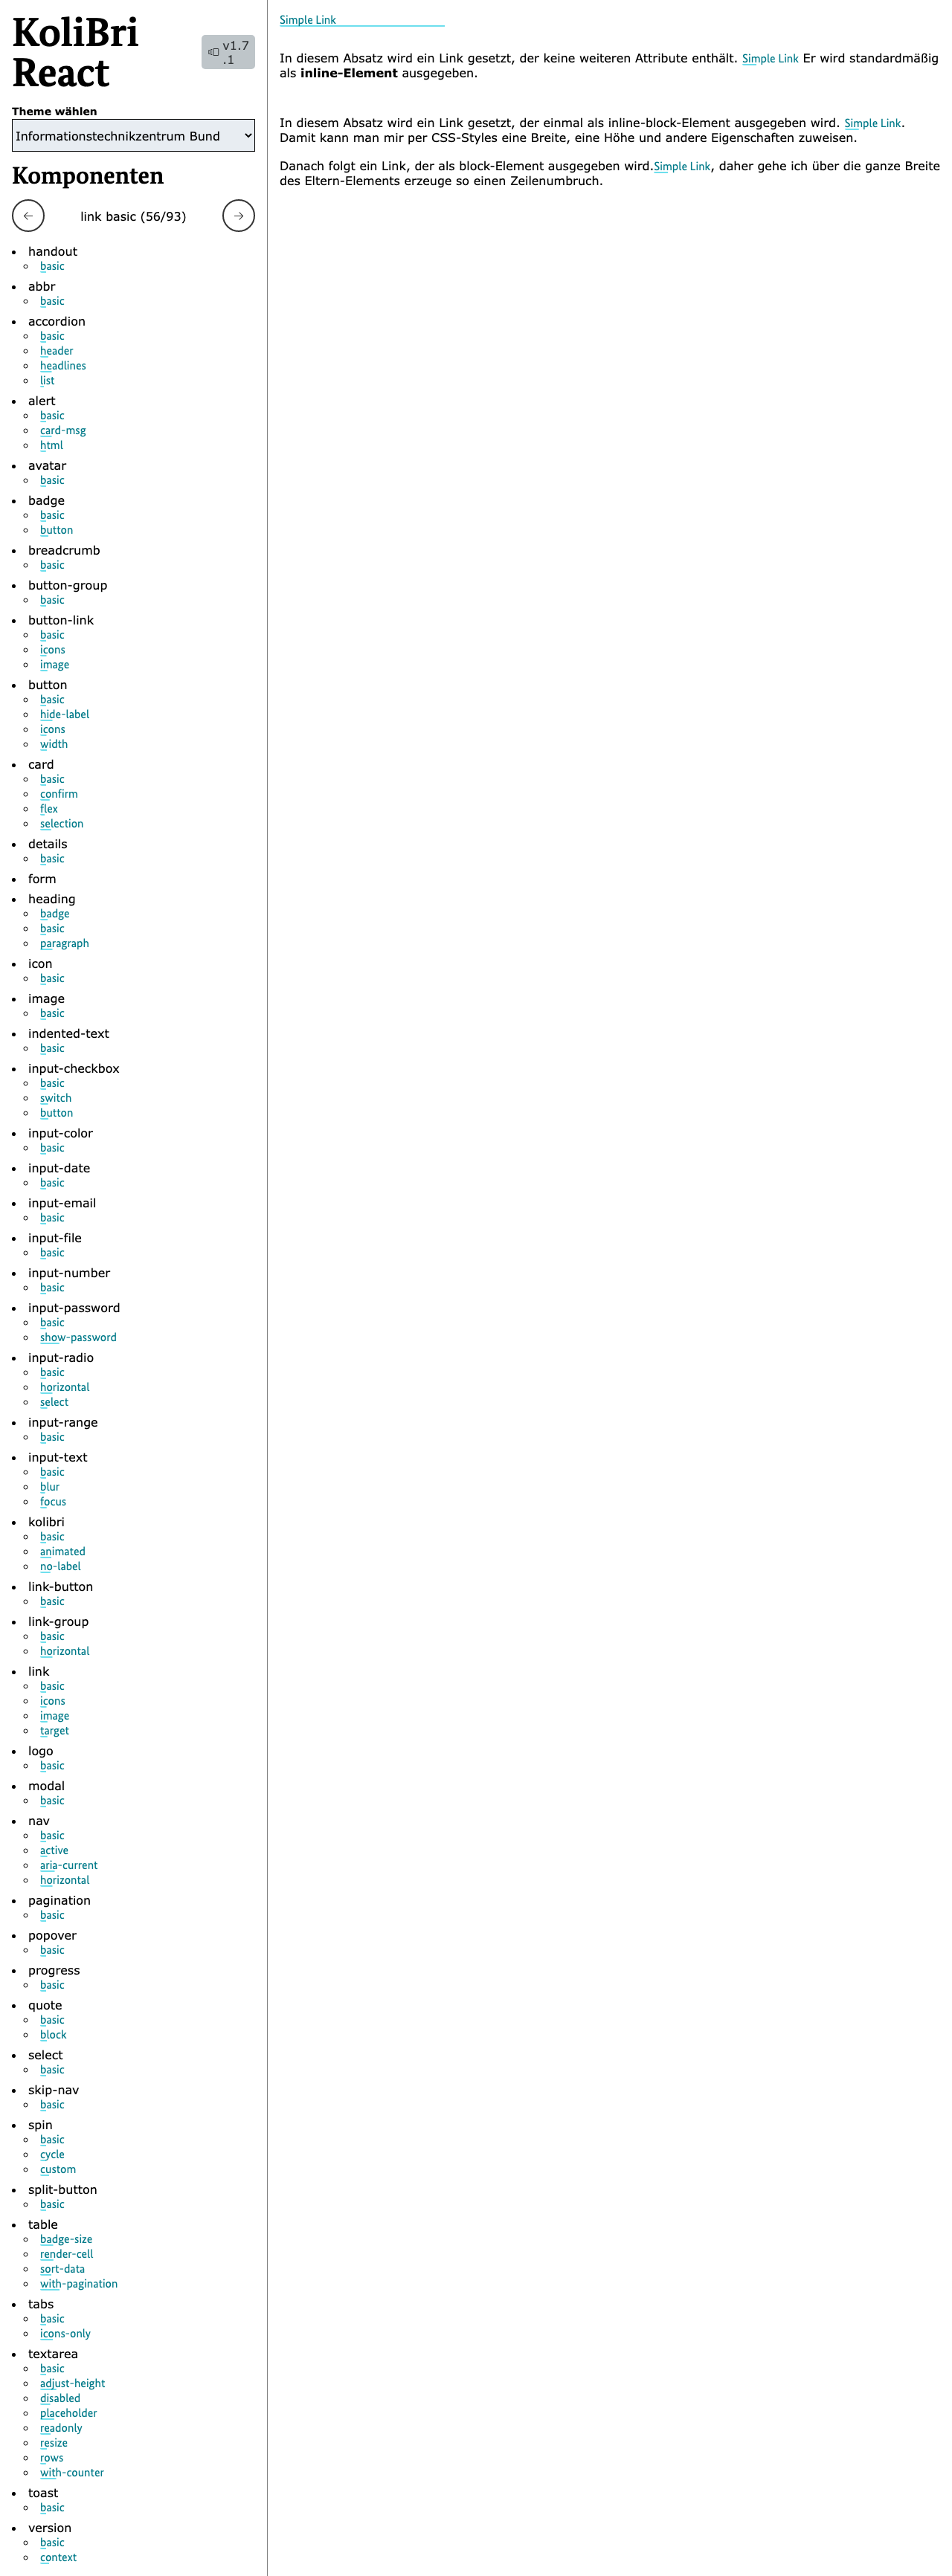 KoliBri
React
v1.7
.1
Theme wählen
Informationstechnikzentrum Bund
Komponenten
← link basic (56/93) →
handout
basic
abbr
basic
accordion
basic
header
headlines
list
alert
basic
card-msg
html
avatar
basic
badge
basic
button
breadcrumb
basic
button-group
basic
button-link
basic
icons
image
button
basic
hide-label
icons
width
card
basic
confirm
flex
selection
details
basic
form
heading
badge
basic
paragraph
icon
basic
image
basic
indented-text
basic
input-checkbox
basic
switch
button
input-color
basic
input-date
basic
input-email
basic
input-file
basic
input-number
basic
input-password
basic
show-password
input-radio
basic
horizontal
select
input-range
basic
input-text
basic
blur
focus
kolibri
basic
animated
no-label
link-button
basic
link-group
basic
horizontal
link
basic
icons
image
target
logo
basic
modal
basic
nav
basic
active
aria-current
horizontal
pagination
basic
popover
basic
progress
basic
quote
basic
block
select
basic
skip-nav
basic
spin
basic
cycle
custom
split-button
basic
table
badge-size
render-cell
sort-data
with-pagination
tabs
basic
icons-only
textarea
basic
adjust-height
disabled
placeholder
readonly
resize
rows
with-counter
toast
basic
version
basic
context
Simple Link
In diesem Absatz wird ein Link gesetzt, der keine weiteren Attribute enthält. Simple Link Er wird standardmäßig
als inline-Element ausgegeben.
In diesem Absatz wird ein Link gesetzt, der einmal als inline-block-Element ausgegeben wird. Simple Link.
Damit kann man mir per CSS-Styles eine Breite, eine Höhe und andere Eigenschaften zuweisen.
Danach folgt ein Link, der als block-Element ausgegeben wird.Simple Link, daher gehe ich über die ganze Breite
des Eltern-Elements erzeuge so einen Zeilenumbruch.